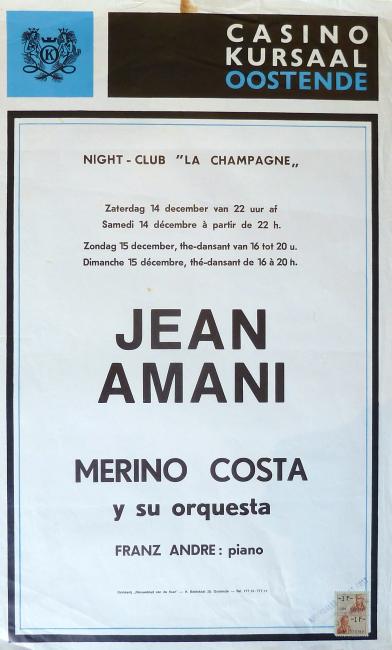 K
CASINO
KURSAAL
OOSTENDE
NIGHT - CLUB "LA CHAMPAGNE„
Zaterdag 14 december van 22 uur af
Samedi 14 décembre à partir de 22 h.
Zondag 15 december, the-dansant van 16 tot 20 u.
Dimanche 15 décembre, thé-dansant de 16 à 20 h.
JEAN
AMANI
MERINO COSTA
y su orquesta
FRANZ ANDRE : piano